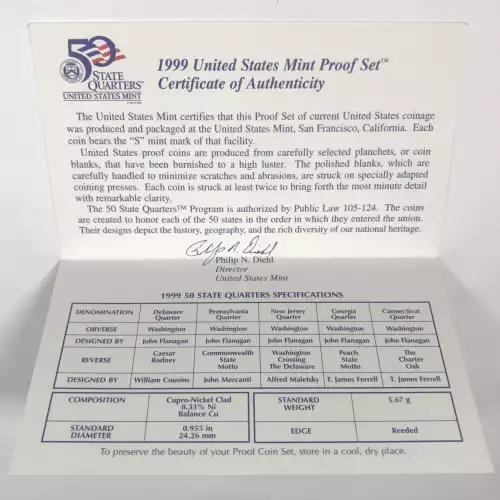 50
STATE
QUARTERS
UNITED STATES MINT
1999 United States Mint Proof Set™
Certificate of Authenticity
The United States Mint certifies that this Proof Set of current United States coinage
was produced and packaged at the United States Mint, San Francisco, California. Each
coin bears the "S" mint mark of that facility.
United States proof coins are produced from carefully selected planchets, or coin
blanks, that have been burnished to a high luster. The polished blanks, which are
carefully handled to minimize scratches and abrasions, are struck on specially adapted
coining presses. Each coin is struck at least twice to bring forth the most minute detail
with remarkable clarity.
The 50 State Quarters™ Program is authorized by Public Law 105-124. The coins
are created to honor each of the 50 states in the order in which they entered the union.
Their designs depict the history, geography, and the rich diversity of our national heritage.
Philip N. Diehl
Philip N. Diehl
Director
United States Mint
1999 50 STATE QUARTERS SPECIFICATIONS
DENOMINATION Delaware Quarter Pennsylvania Quarter New Jersey Quarter Georgia Quarter Connecticut Quarter
OBVERSE Washington Washington Washington Washington Washington
DESIGNED BY John Flanagan John Flanagan John Flanagan John Flanagan John Flanagan
REVERSE Caesar Rodney Commonwealth State Motto Washington Crossing The Delaware Peach State Motto The Charter Oak
DESIGNED BY William Cousins John Mercanti Alfred Maletsky T. James Ferrell T. James Ferrell
COMPOSITION Cupro-Nickel Clad 8.33% Ni Balance Cu STANDARD WEIGHT 5.67 g
STANDARD DIAMETER 0.955 in 24.26 mm EDGE Reeded
To preserve the beauty of your Proof Coin Set, store in a cool, dry place.